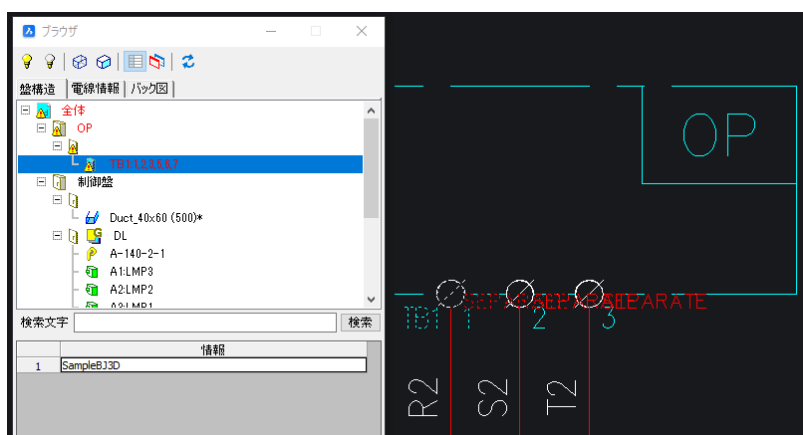 ブラウザ
盤構造 電線情報 バック図
全体
OP
TB1:1,2,3,5,6,7
制御盤
Duct_40x60 (500)*
DL
A-140-2-1
A1:LMP3
A2:LMP2
検索文字 検索
情報
1 SampleBJ3D
OP
SEPARATE
TB1 1 2 3
R2 S2 T2